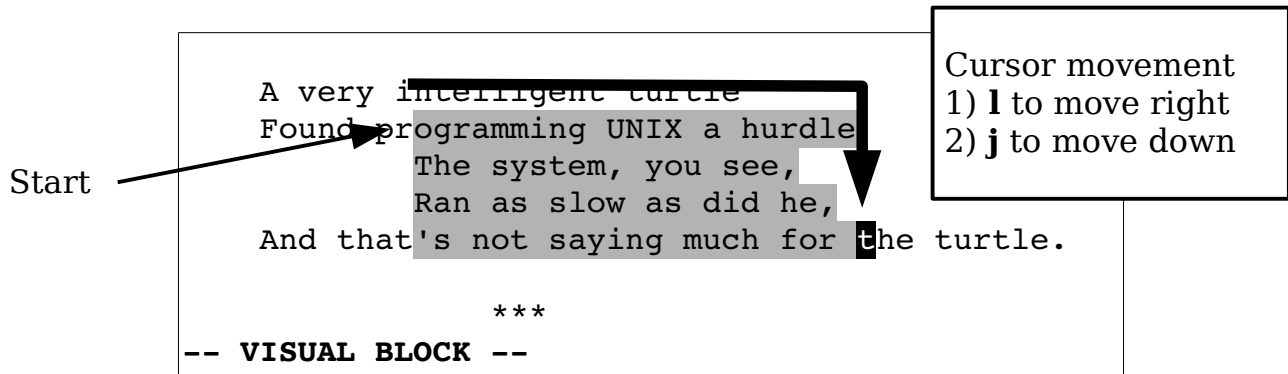 A very intelligent turtle
Found programming UNIX a hurdle
The system, you see,
Ran as slow as did he,
And that's not saying much for the turtle.
***
-- VISUAL BLOCK --
Start
Cursor movement
1) l to move right
2) j to move down